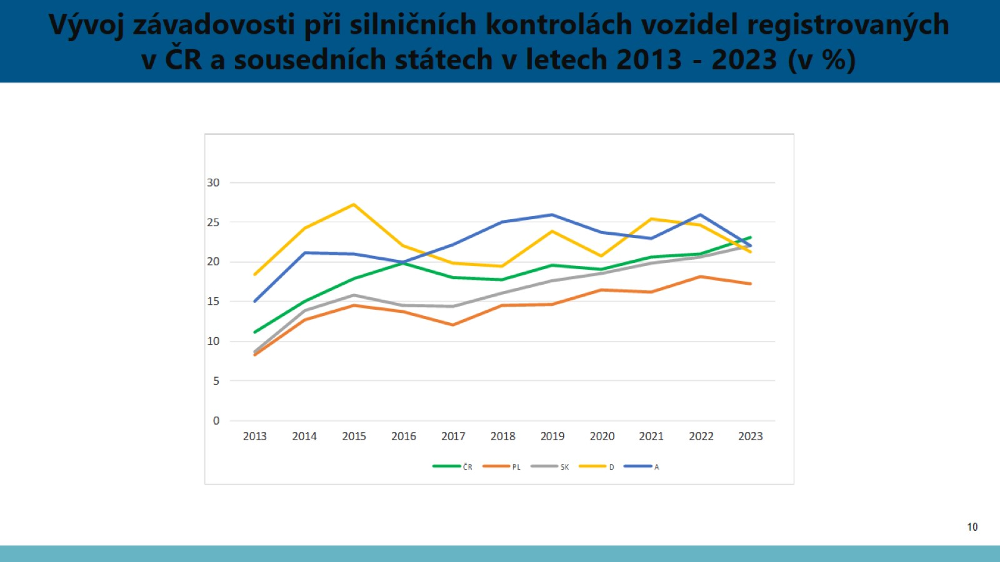 Vývoj závadovosti při silničních kontrolách vozidel registrovaných
v ČR a sousedních státech v letech 2013 - 2023 (v %)
30
25
20
15
10
5
0
2013 2014 2015 2016 2017 2018 2019 2020 2021 2022 2023
ČR PL SK D A
10